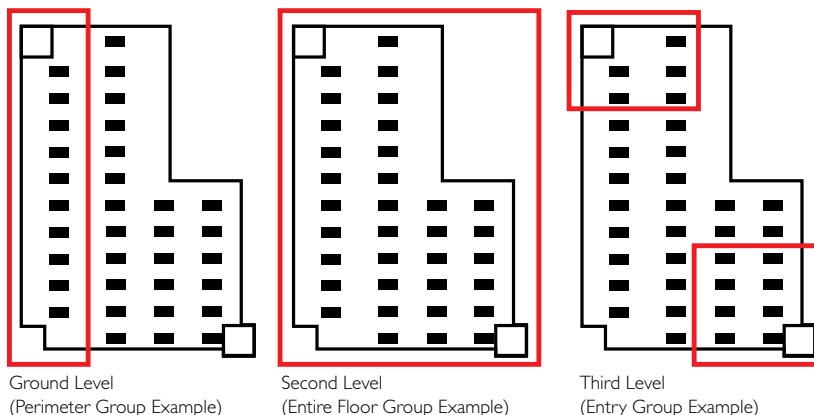 Ground Level
(Perimeter Group Example)
Second Level
(Entire Floor Group Example)
Third Level
(Entry Group Example)